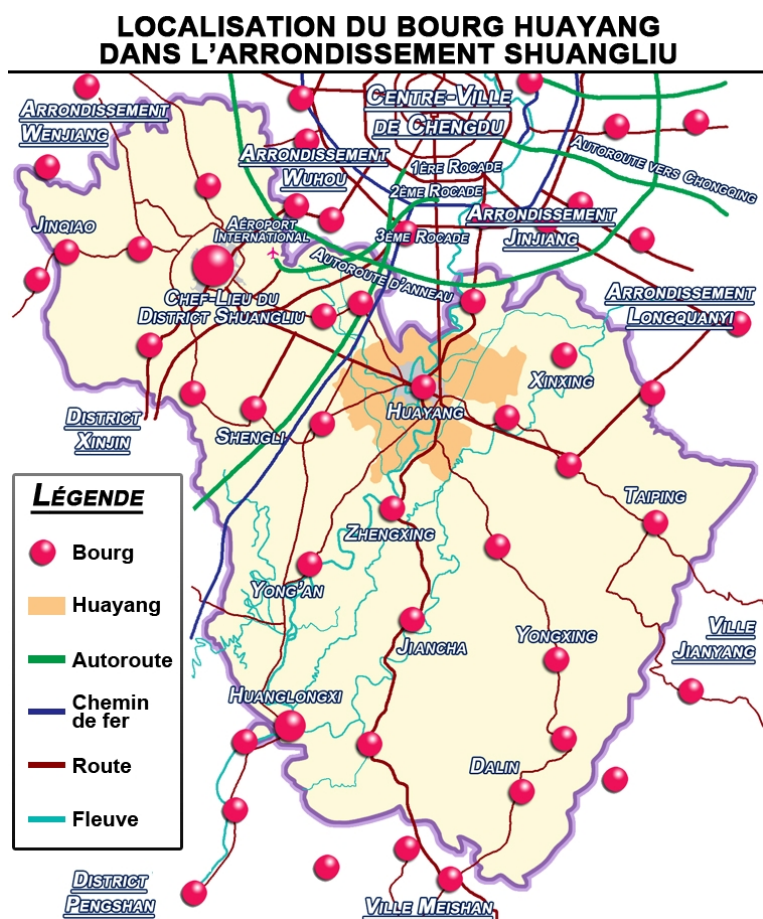 LOCALISATION DU BOURG HUAYANG
DANS L'ARRONDISSEMENT SHUANGLIU
ARRONDISSEMENT
WENJIANG
CENTRE-VILLE
DE CHENGDU
ARRONDISSEMENT
WUHOU
1ÈRE ROCADE
2ÈME ROCADE
3ÈME ROCADE
AUTOROUTE VERS CHONGQING
ARRONDISSEMENT
JINJIANG
JINQIAO
AÉROPORT
INTERNATIONAL
AUTOROUTE D'ANNEAU
CHEF-LIEU DU
DISTRICT SHUANGLIU
ARRONDISSEMENT
LONGQUANYI
XINXING
HUAYANG
DISTRICT
XINJIN
SHENGLI
TAIPING
ZHENGXING
YONG'AN
JIANCHA
YONGXING
VILLE
JIANYANG
HUANGLONGXI
DALIN
DISTRICT
PENGSHAN
VILLE MEISHAN
LÉGENDE
Bourg
Huayang
Autoroute
Chemin
de fer
Route
Fleuve